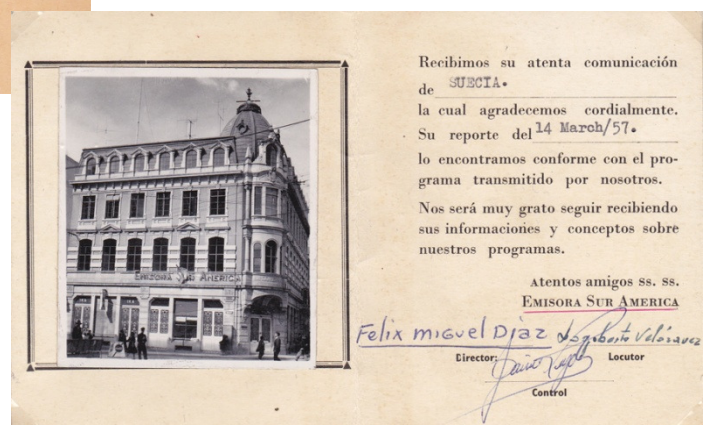 EMISORA SUR AMERICA
Recibimos su atenta comunicación
de SUECIA.
la cual agradecemos cordialmente.
Su reporte del 14 March/57.
lo encontramos conforme con el pro-
grama transmitido por nosotros.
Nos será muy grato seguir recibiendo
sus informaciones y conceptos sobre
nuestros programas.
Atentos amigos ss. ss.
EMISORA SUR AMERICA
Felix miguel Díaz Velásquez
Director: Locutor
Control